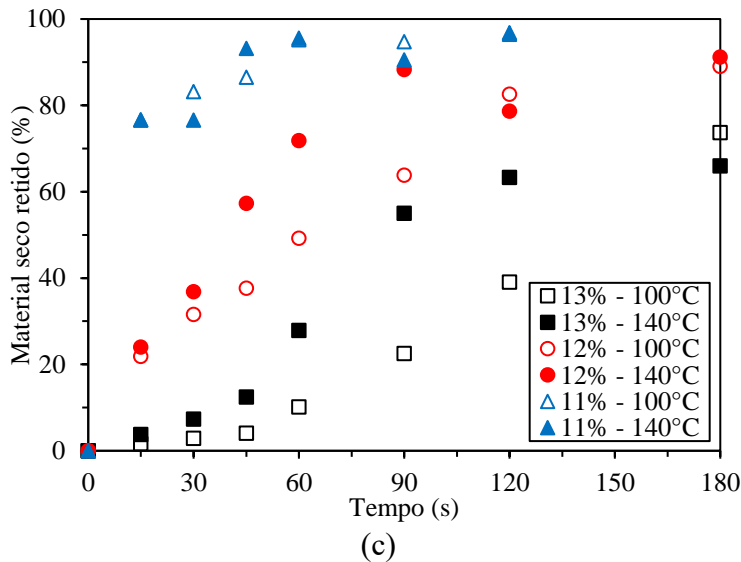 100
80
60
40
20
0
Material seco retido (%)
13% - 100°C
13% - 140°C
12% - 100°C
12% - 140°C
11% - 100°C
11% - 140°C
0 30 60 90 120 150 180
Tempo (s)
(c)